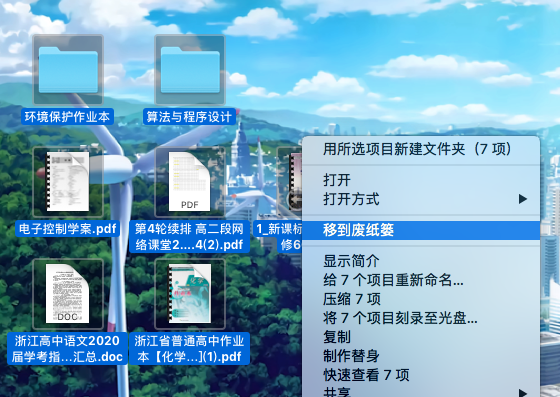 环境保护作业本
算法与程序设计
电子控制学案.pdf
PDF
第4轮续排 高二段网
络课堂2....4(2).pdf
1_新课标
修6
DOC
浙江高中语文2020
届学考指...汇总.doc
浙江省普通高中作业
本【化学...](1).pdf
用所选项目新建文件夹（7 项）
打开
打开方式
移到废纸篓
显示简介
给 7 个项目重新命名...
压缩 7 项
将 7 个项目刻录至光盘...
复制
制作替身
快速查看 7 项
共享